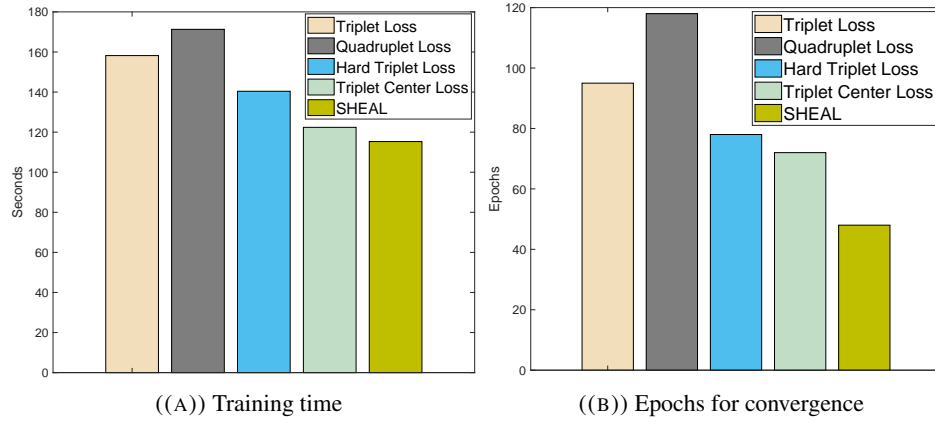 180
160
140
120
100
80
60
40
20
0
Seconds
Triplet Loss
Quadruplet Loss
Hard Triplet Loss
Triplet Center Loss
SHEAL
((A)) Training time
120
100
80
60
40
20
0
Epochs
Triplet Loss
Quadruplet Loss
Hard Triplet Loss
Triplet Center Loss
SHEAL
((B)) Epochs for convergence